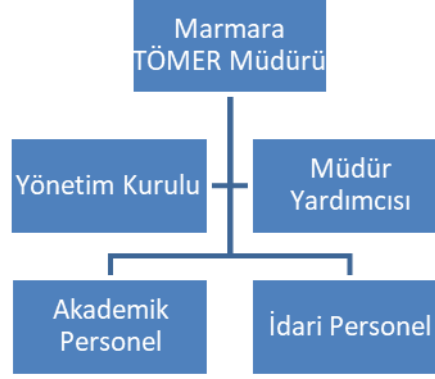 Marmara
TÖMER Müdürü
Yönetim Kurulu
Müdür
Yardımcısı
Akademik
Personel
İdari Personel